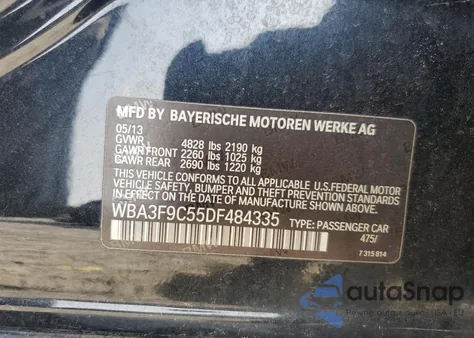 MFD BY BAYERISCHE MOTOREN WERKE AG
05/13
GVWR 4828 lbs 2190 kg
GAWR FRONT 2260 lbs 1025 kg
GAWR REAR 2690 lbs 1220 kg
THIS VEHICLE CONFORMS TO ALL APPLICABLE U.S.FEDERAL MOTOR
VEHICLE SAFETY, BUMPER AND THEFT PREVENTION
STANDARDS IN EFFECT ON THE
DATE OF MANUFACTURE SHOWN ABOVE.
WBA3F9C55DF484335 TYPE: PASSENGER CAR
475/
7 315 814
autoSnap